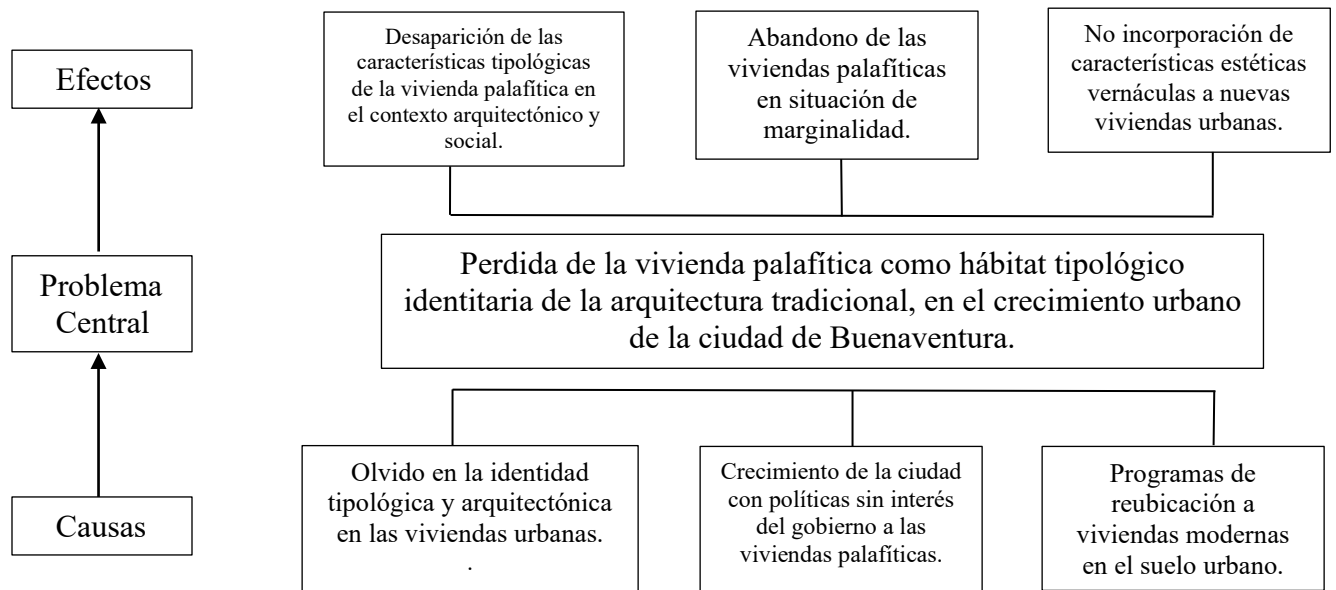 Efectos
Desaparición de las
características tipológicas
de la vivienda palafítica en
el contexto arquitectónico y
social.
Abandono de las
viviendas palafíticas
en situación de
marginalidad.
No incorporación de
características estéticas
vernáculas a nuevas
viviendas urbanas.
Problema
Central
Perdida de la vivienda palafítica como hábitat tipológico
identitaria de la arquitectura tradicional, en el crecimiento urbano
de la ciudad de Buenaventura.
Causas
Olvido en la identidad
tipológica y arquitectónica
en las viviendas urbanas.
.
Crecimiento de la ciudad
con políticas sin interés
del gobierno a las
viviendas palafíticas.
Programas de
reubicación a
viviendas modernas
en el suelo urbano.